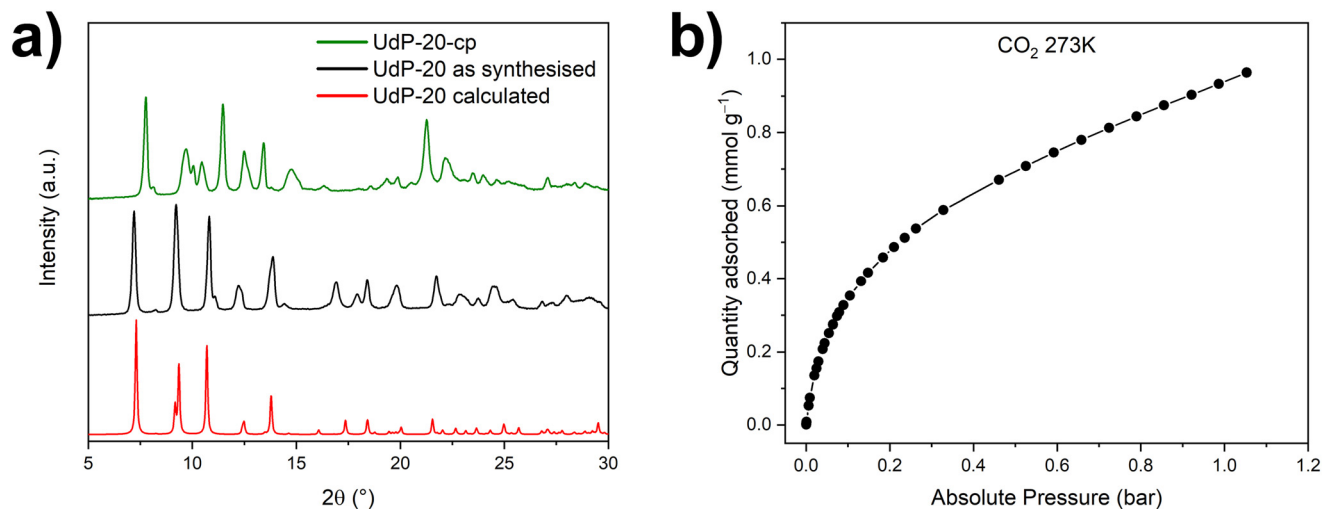 a)
UdP-20-cp
UdP-20 as synthesised
UdP-20 calculated
Intensity (a.u.)
5
10
15
20
25
30
2θ (°)
b)
CO₂ 273K
Quantity adsorbed (mmol g⁻¹)
1.0
0.8
0.6
0.4
0.2
0.0
0.0
0.2
0.4
0.6
0.8
1.0
1.2
Absolute Pressure (bar)